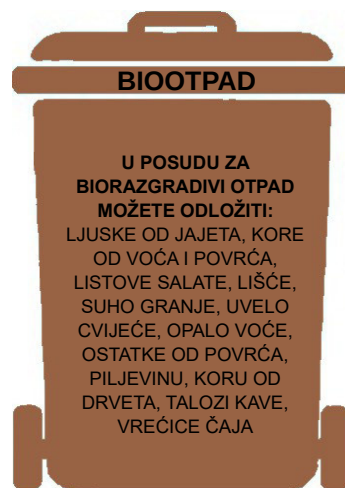 BIOOTPAD
U POSUDU ZA
BIORAZGRADIVI OTPAD
MOŽETE ODLOŽITI:
LJUSKE OD JAJETA, KORE
OD VOĆA I POVRĆA,
LISTOVE SALATE, LIŠĆE,
SUHO GRANJE, UVELO
CVIJEĆE, OPALO VOĆE,
OSTATKE OD POVRĆA,
PILJEVINU, KORU OD
DRVETA, TALOZI KAVE,
VREĆICE ČAJA